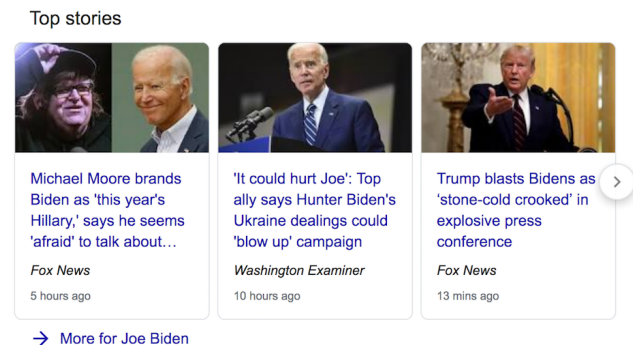 Top stories
Michael Moore brands
Biden as 'this year's
Hillary,' says he seems
'afraid' to talk about...
Fox News
5 hours ago
'It could hurt Joe': Top
ally says Hunter Biden's
Ukraine dealings could
'blow up' campaign
Washington Examiner
10 hours ago
Trump blasts Bidens as
‘stone-cold crooked’ in
explosive press
conference
Fox News
13 mins ago
More for Joe Biden